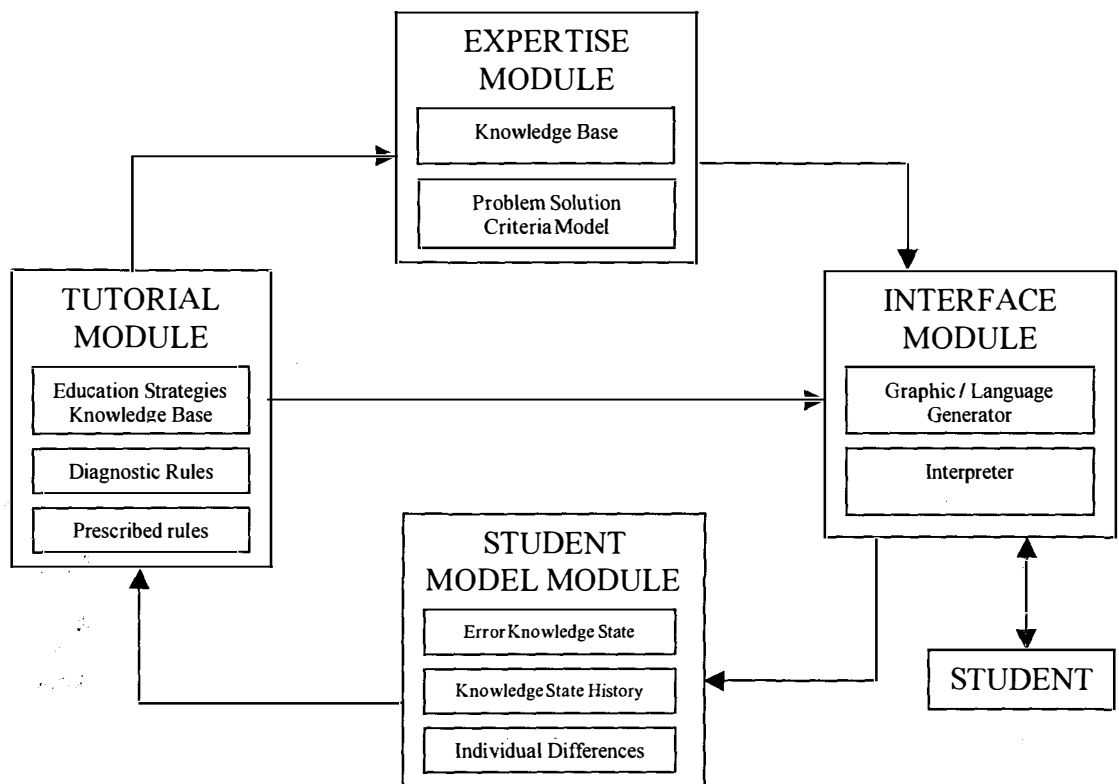 EXPERTISE
MODULE
Knowledge Base
Problem Solution
Criteria Model
TUTORIAL
MODULE
Education Strategies
Knowledge Base
Diagnostic Rules
Prescribed rules
INTERFACE
MODULE
Graphic / Language
Generator
Interpreter
STUDENT
MODEL MODULE
Error Knowledge State
Knowledge State History
Individual Differences
STUDENT